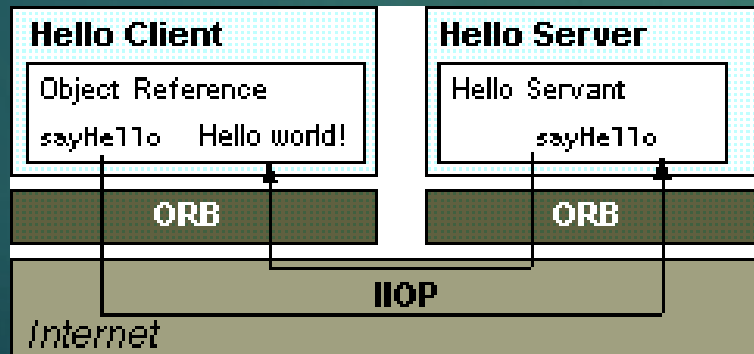 Hello Client
Object Reference
sayHello Hello world!
ORB
Hello Server
Hello Servant
sayHello
ORB
IIOP
Internet